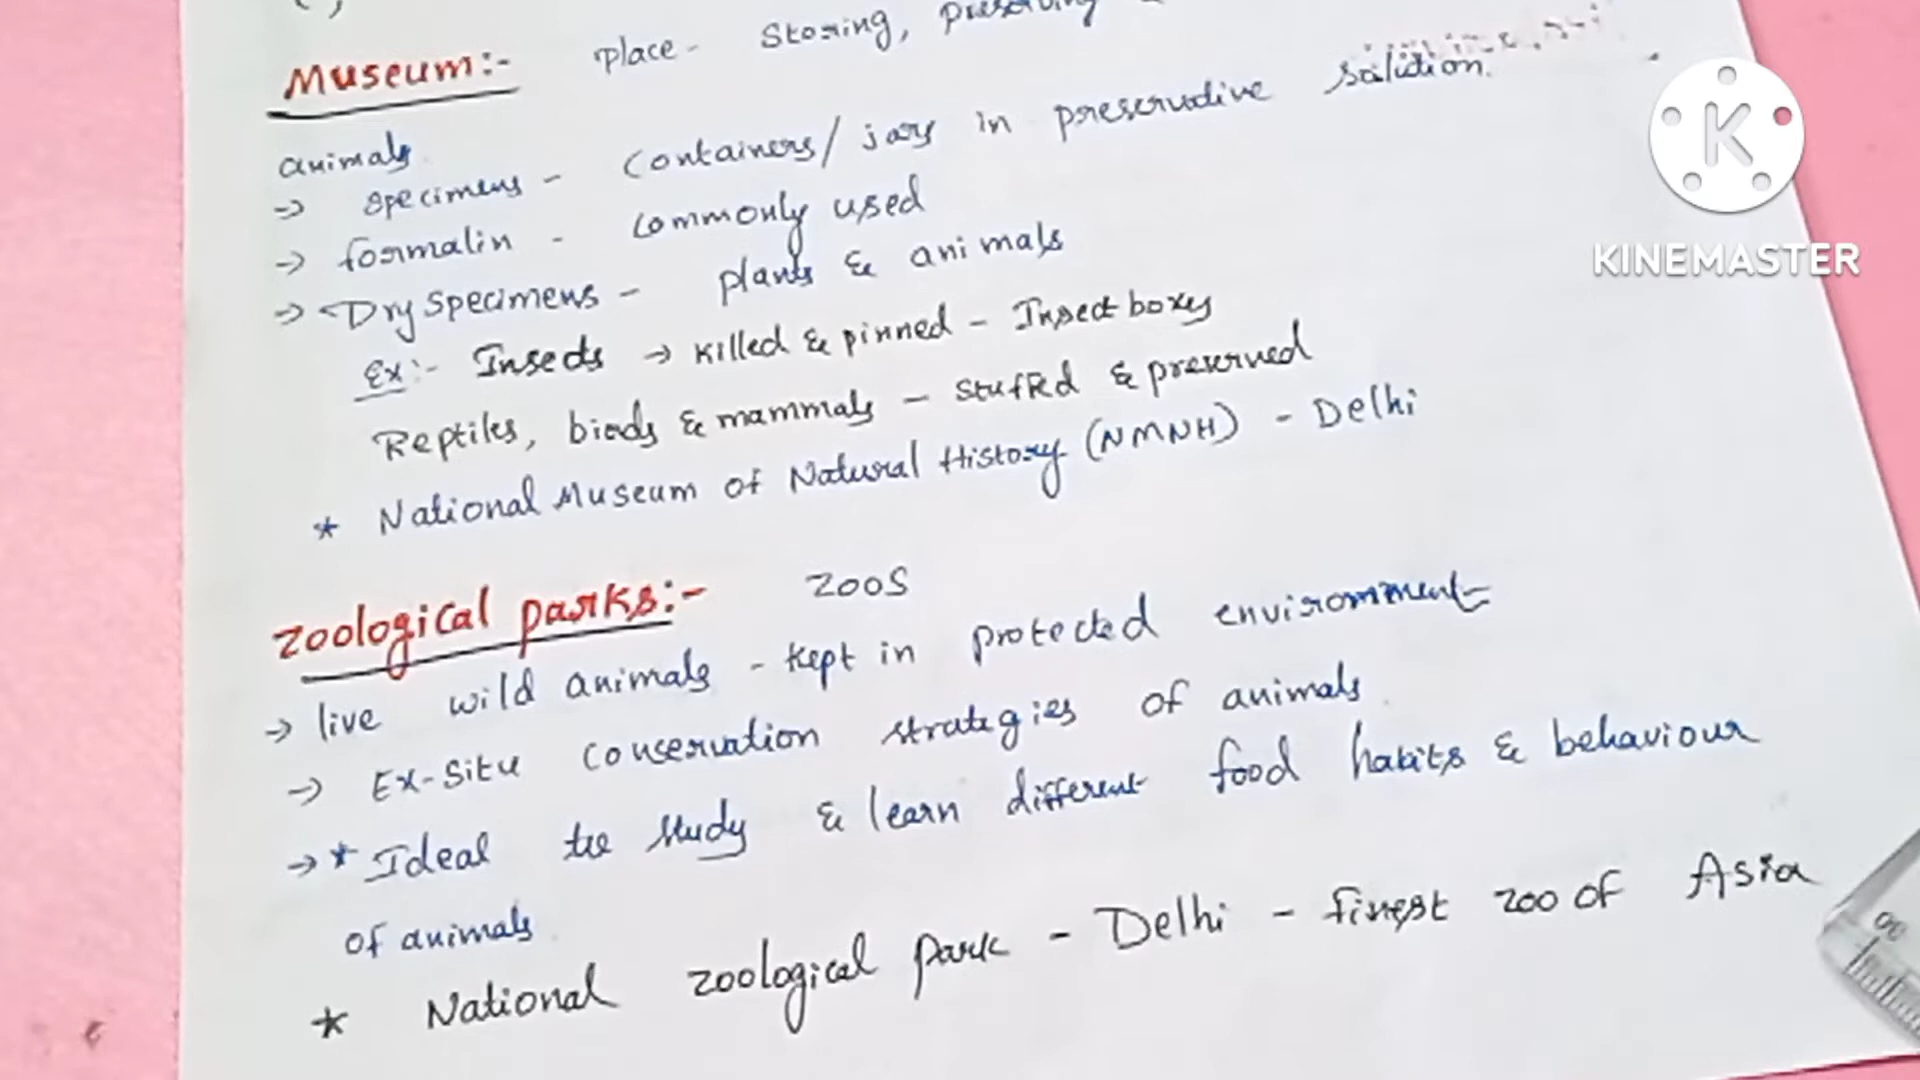 Museum:- place - storing, preserving
animals
→ specimens - containers/ jars in preservative solution.
→ formalin - commonly used
→ Dry specimens - plants & animals
Ex:- Insects → killed & pinned - Insect boxes
Reptiles, birds & mammals - stuffed & preserved
* National Museum of Natural History (NMNH) - Delhi
zoological parks:- zoos
→ live wild animals - kept in protected environment
→ Ex-situ conservation strategies of animals
→ * Ideal to study & learn different food habits & behaviour
of animals
* National zoological park - Delhi - finest zoo of Asia
K
KINEMASTER